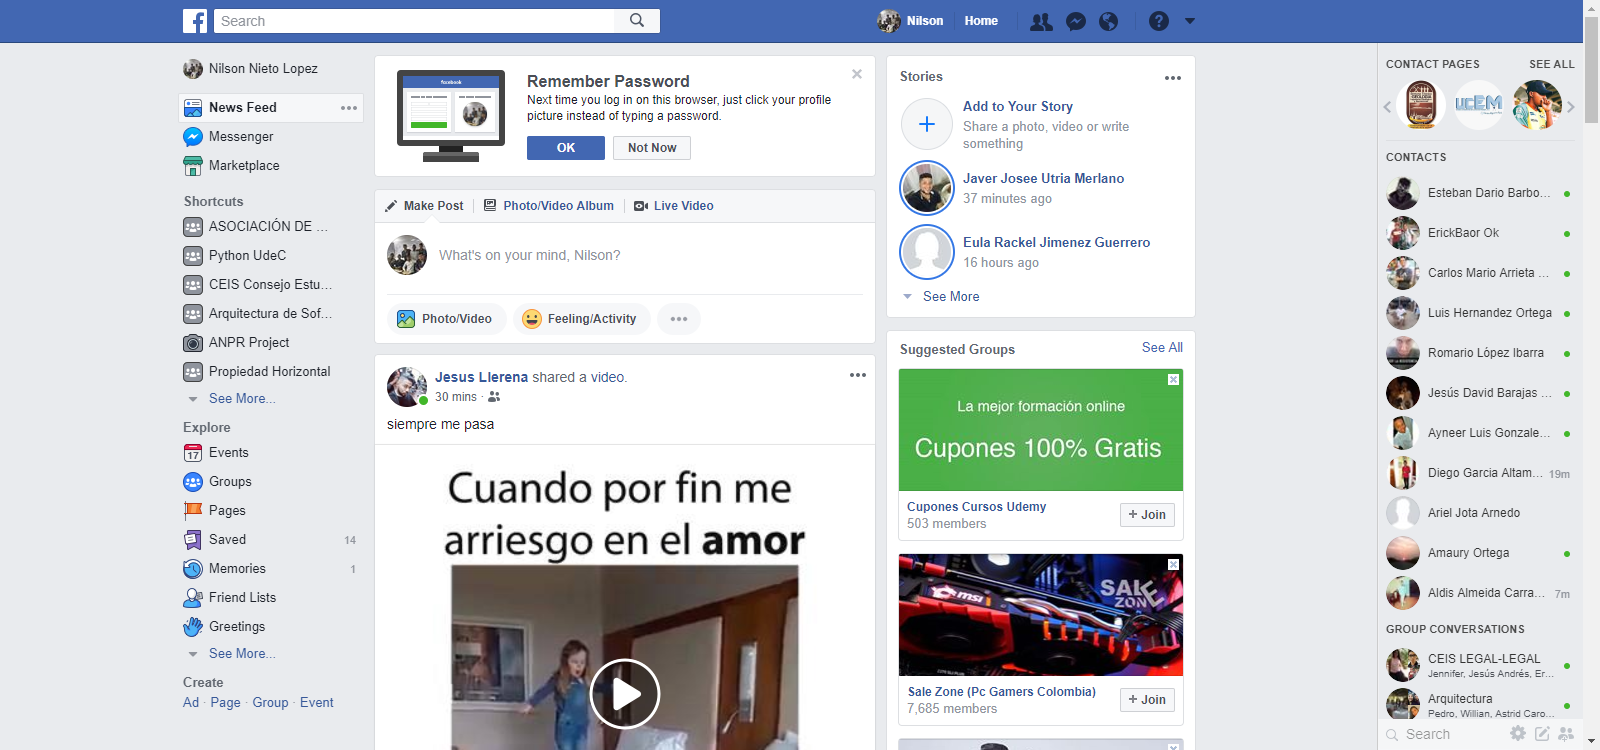 Search
Nilson
Home
Nilson Nieto Lopez
News Feed
Messenger
Marketplace
Shortcuts
ASOCIACIÓN DE ...
Python UdeC
CEIS Consejo Estu...
Arquitectura de Sof...
ANPR Project
Propiedad Horizontal
See More...
Explore
17
Events
Groups
Pages
Saved 14
Memories 1
Friend Lists
Greetings
See More...
Create
Ad · Page · Group · Event
facebook
Remember Password
Next time you log in on this browser, just click your profile
picture instead of typing a password.
OK
Not Now
Make Post
Photo/Video Album
Live Video
What's on your mind, Nilson?
Photo/Video
Feeling/Activity
Jesus Llerena shared a video.
30 mins ·
siempre me pasa
Cuando por fin me
arriesgo en el amor
Stories
Add to Your Story
Share a photo, video or write
something
Javer Josee Utria Merlano
37 minutes ago
Eula Rackel Jimenez Guerrero
16 hours ago
See More
Suggested Groups
See All
La mejor formación online
Cupones 100% Gratis
Cupones Cursos Udemy
503 members
+ Join
msi
SALE
ZONE
Sale Zone (Pc Gamers Colombia)
7,685 members
+ Join
CONTACT PAGES
SEE ALL
UCEM
CONTACTS
Esteban Dario Barbo...
ErickBaor Ok
Carlos Mario Arrieta ...
Luis Hernandez Ortega
Romario López Ibarra
Jesús David Barajas ...
Ayneer Luis Gonzale...
Diego Garcia Altam... 19m
Ariel Jota Arnedo
Amaury Ortega
Aldis Almeida Carra... 7m
GROUP CONVERSATIONS
CEIS LEGAL-LEGAL
Jennifer, Jesús Andrés, Er...
Arquitectura
Pedro, Willian, Astrid Caro...
Search